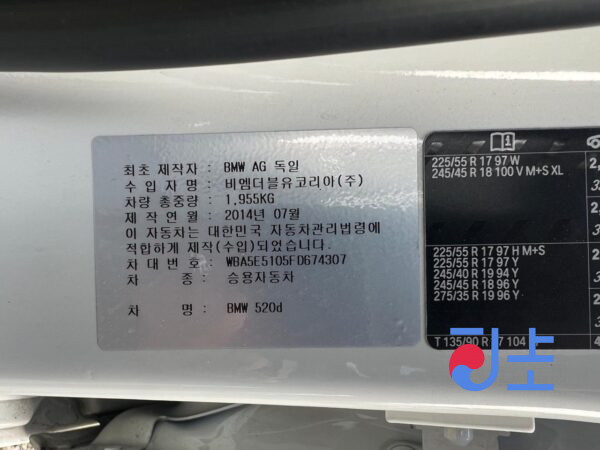 최초 제작자 : BMW AG 독일
수 입 자 명 : 비엠더블유코리아(주)
차량 총중량 : 1,955KG
제 작 연 월 : 2014년 07월
이 자동차는 대한민국 자동차관리법령에
적합하게 제작(수입)되었습니다
차 대 번 호 : WBA5E5105FD674307
차 종 : 승용자동차
차 명 : BMW 520d
225/55 R 17 97 W
245/45 R 18 100 V M+S XL
225/55 R 17 97 H M+S
225/55 R 17 97 Y
245/40 R 19 94 Y
245/45 R 18 96 Y
275/35 R 19 96 Y
T 135/90 R 17 104